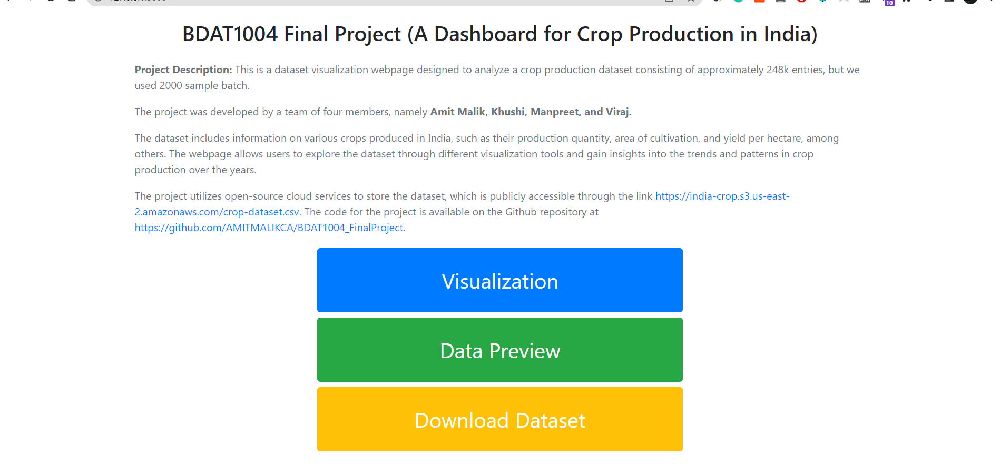 BDAT1004 Final Project (A Dashboard for Crop Production in India)
Project Description: This is a dataset visualization webpage designed to analyze a crop production dataset consisting of approximately 248k entries, but we
used 2000 sample batch.
The project was developed by a team of four members, namely Amit Malik, Khushi, Manpreet, and Viraj.
The dataset includes information on various crops produced in India, such as their production quantity, area of cultivation, and yield per hectare, among
others. The webpage allows users to explore the dataset through different visualization tools and gain insights into the trends and patterns in crop
production over the years.
The project utilizes open-source cloud services to store the dataset, which is publicly accessible through the link https://india-crop.s3.us-east-
2.amazonaws.com/crop-dataset.csv. The code for the project is available on the Github repository at
https://github.com/AMITMALIKCA/BDAT1004_FinalProject.
Visualization
Data Preview
Download Dataset
10